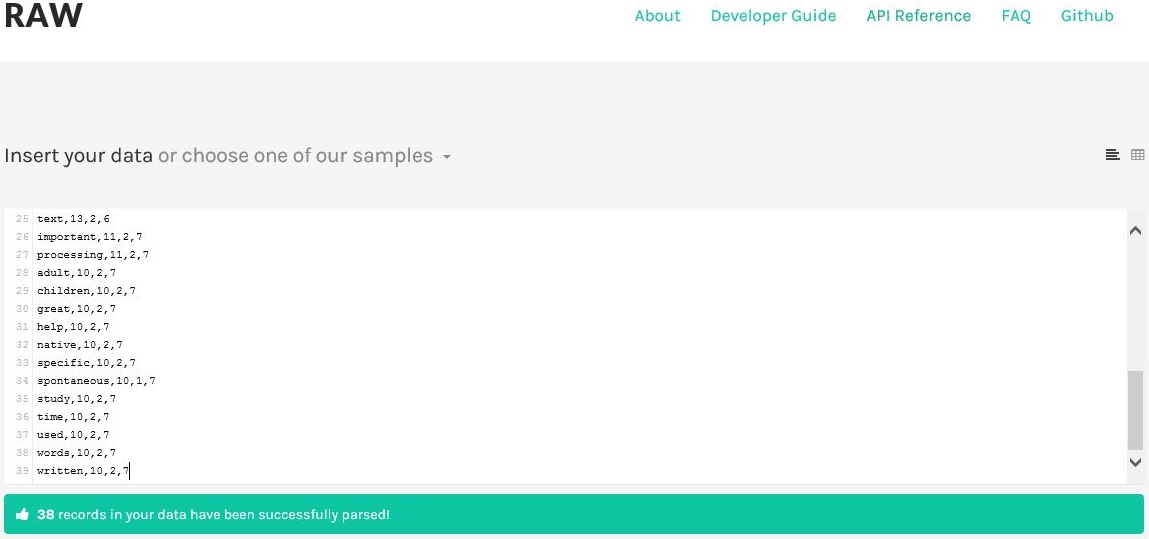 RAW
About Developer Guide API Reference FAQ Github
Insert your data or choose one of our samples
25 text,13,2,6
26 important,11,2,7
27 processing,11,2,7
28 adult,10,2,7
29 children,10,2,7
30 great,10,2,7
31 help,10,2,7
32 native,10,2,7
33 specific,10,2,7
34 spontaneous,10,1,7
35 study,10,2,7
36 time,10,2,7
37 used,10,2,7
38 words,10,2,7
39 written,10,2,7
38 records in your data have been successfully parsed!